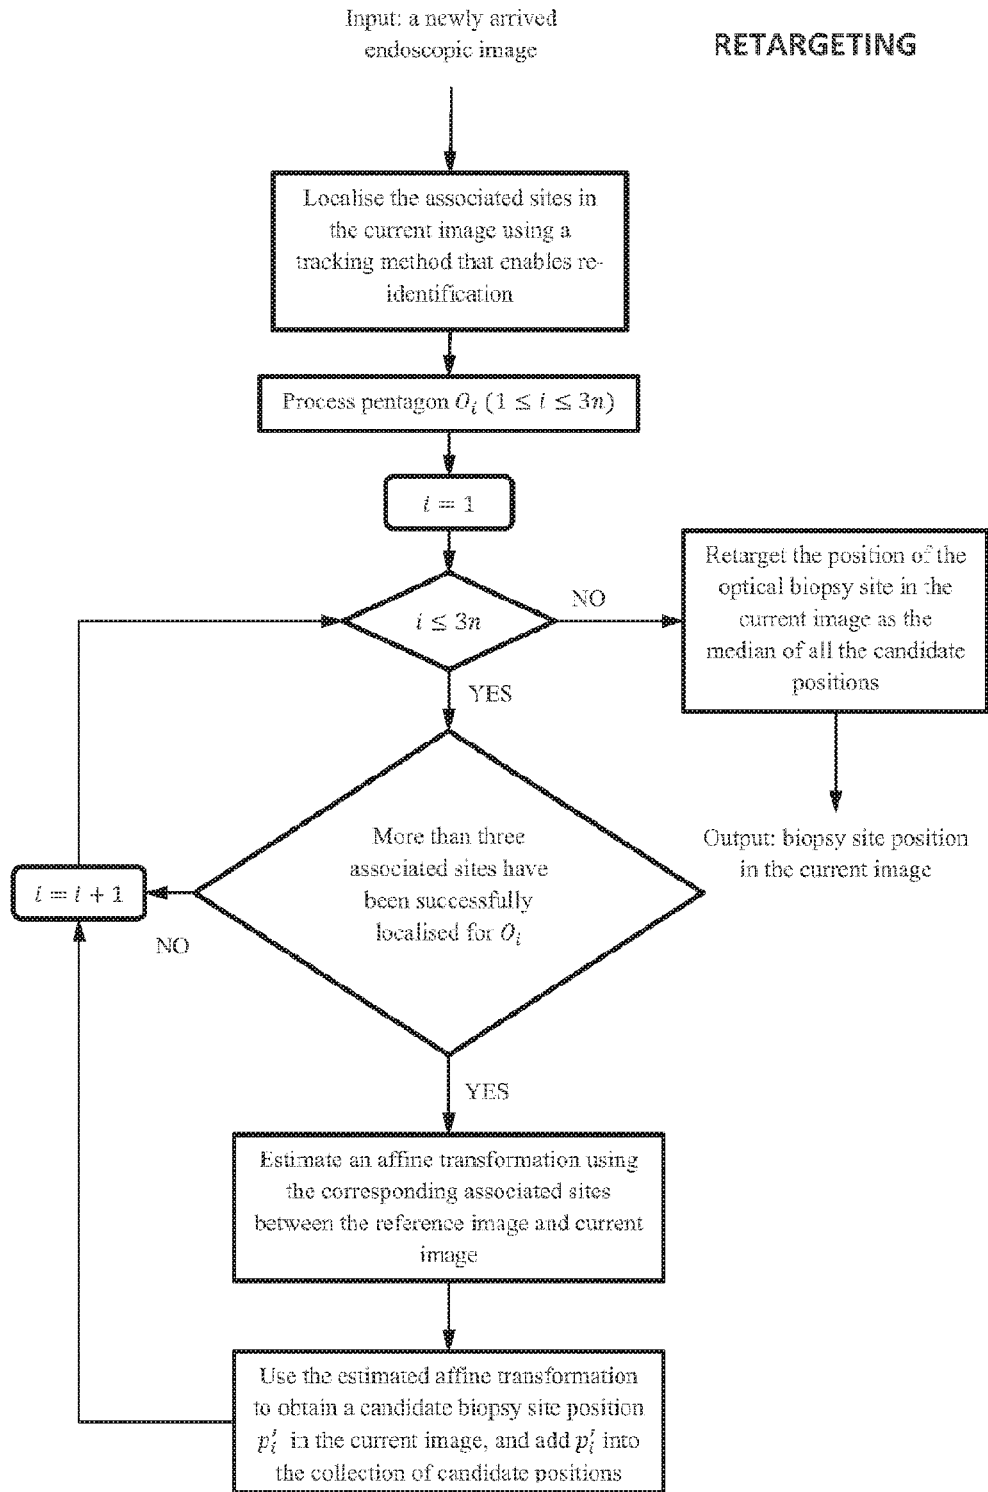 Input: a newly arrived
endoscopic image
RETARGETING
Localise the associated sites in
the current image using a
tracking method that enables re-
identification
Process pentagon O_i (1 ≤ i ≤ 3n)
i = 1
i ≤ 3n
NO
YES
Retarget the position of the
optical biopsy site in the
current image as the
median of all the candidate
positions
Output: biopsy site position
in the current image
More than three
associated sites have
been successfully
localised for O_i
NO
i = i + 1
YES
Estimate an affine transformation using
the corresponding associated sites
between the reference image and current
image
Use the estimated affine transformation
to obtain a candidate biopsy site position
p_i′ in the current image, and add p_i′ into
the collection of candidate positions